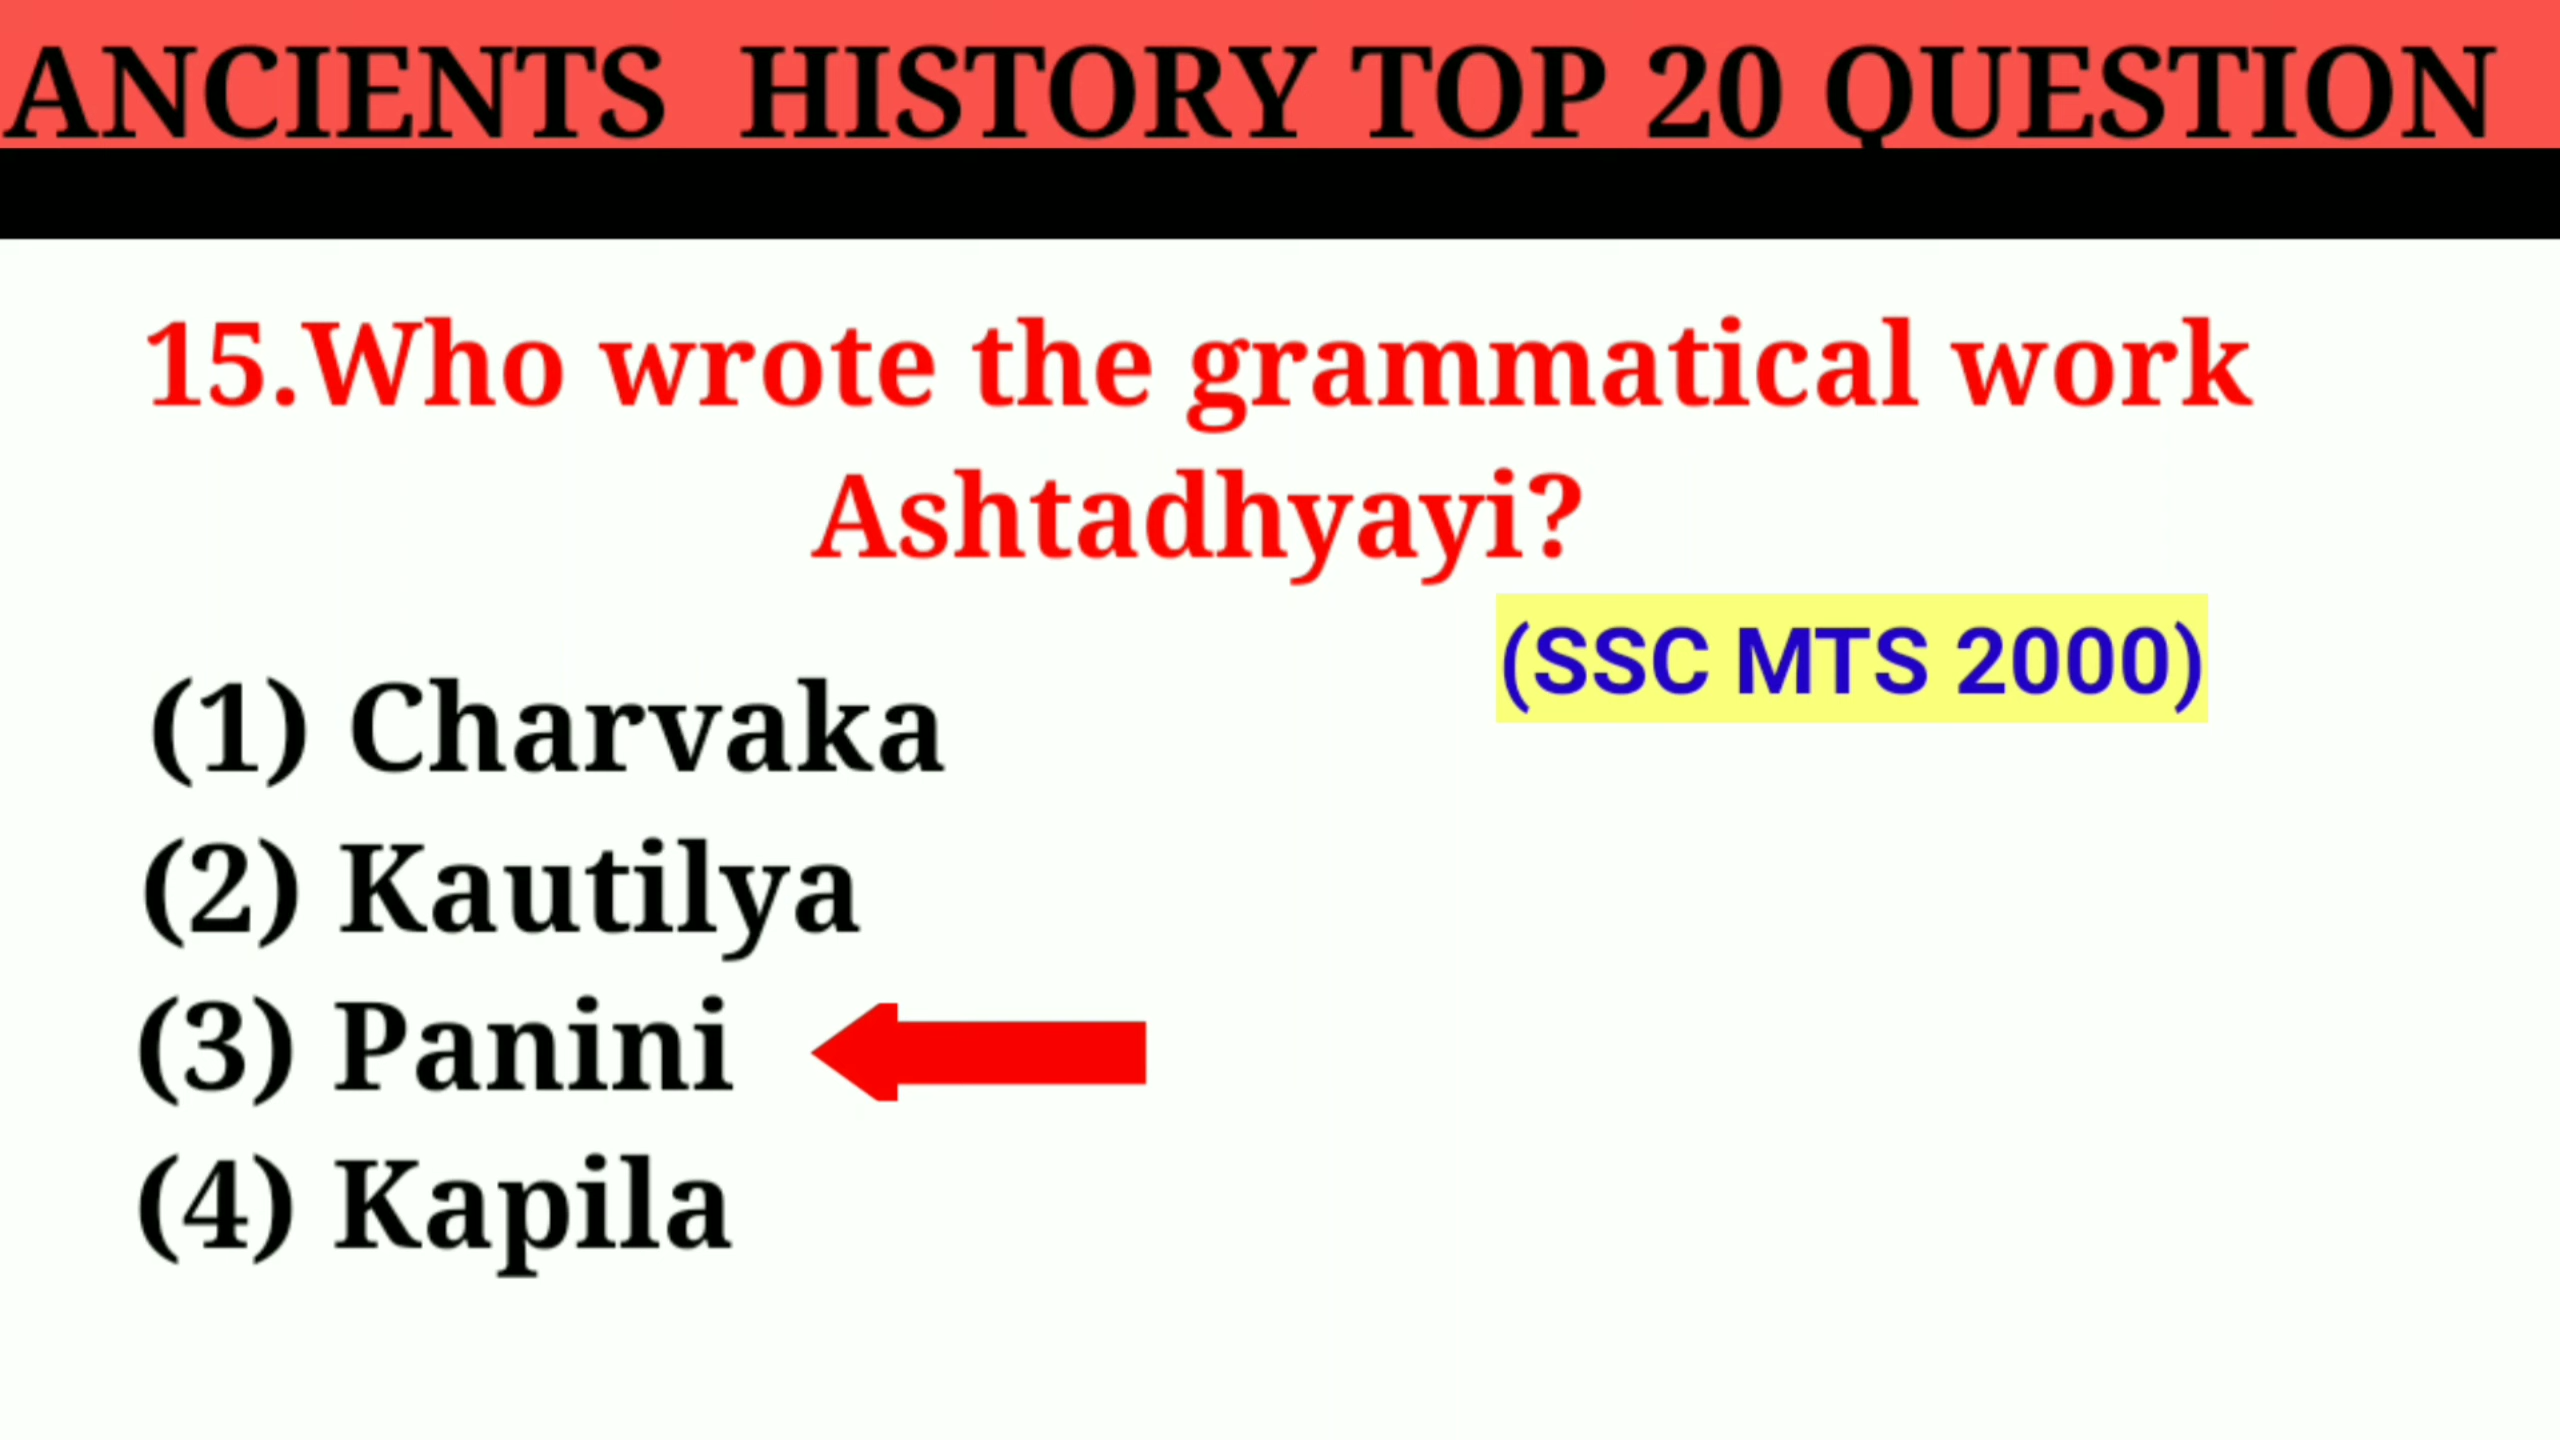 ANCIENTS HISTORY TOP 20 QUESTION
15.Who wrote the grammatical work
Ashtadhyayi?
(SSC MTS 2000)
(1) Charvaka
(2) Kautilya
(3) Panini
(4) Kapila